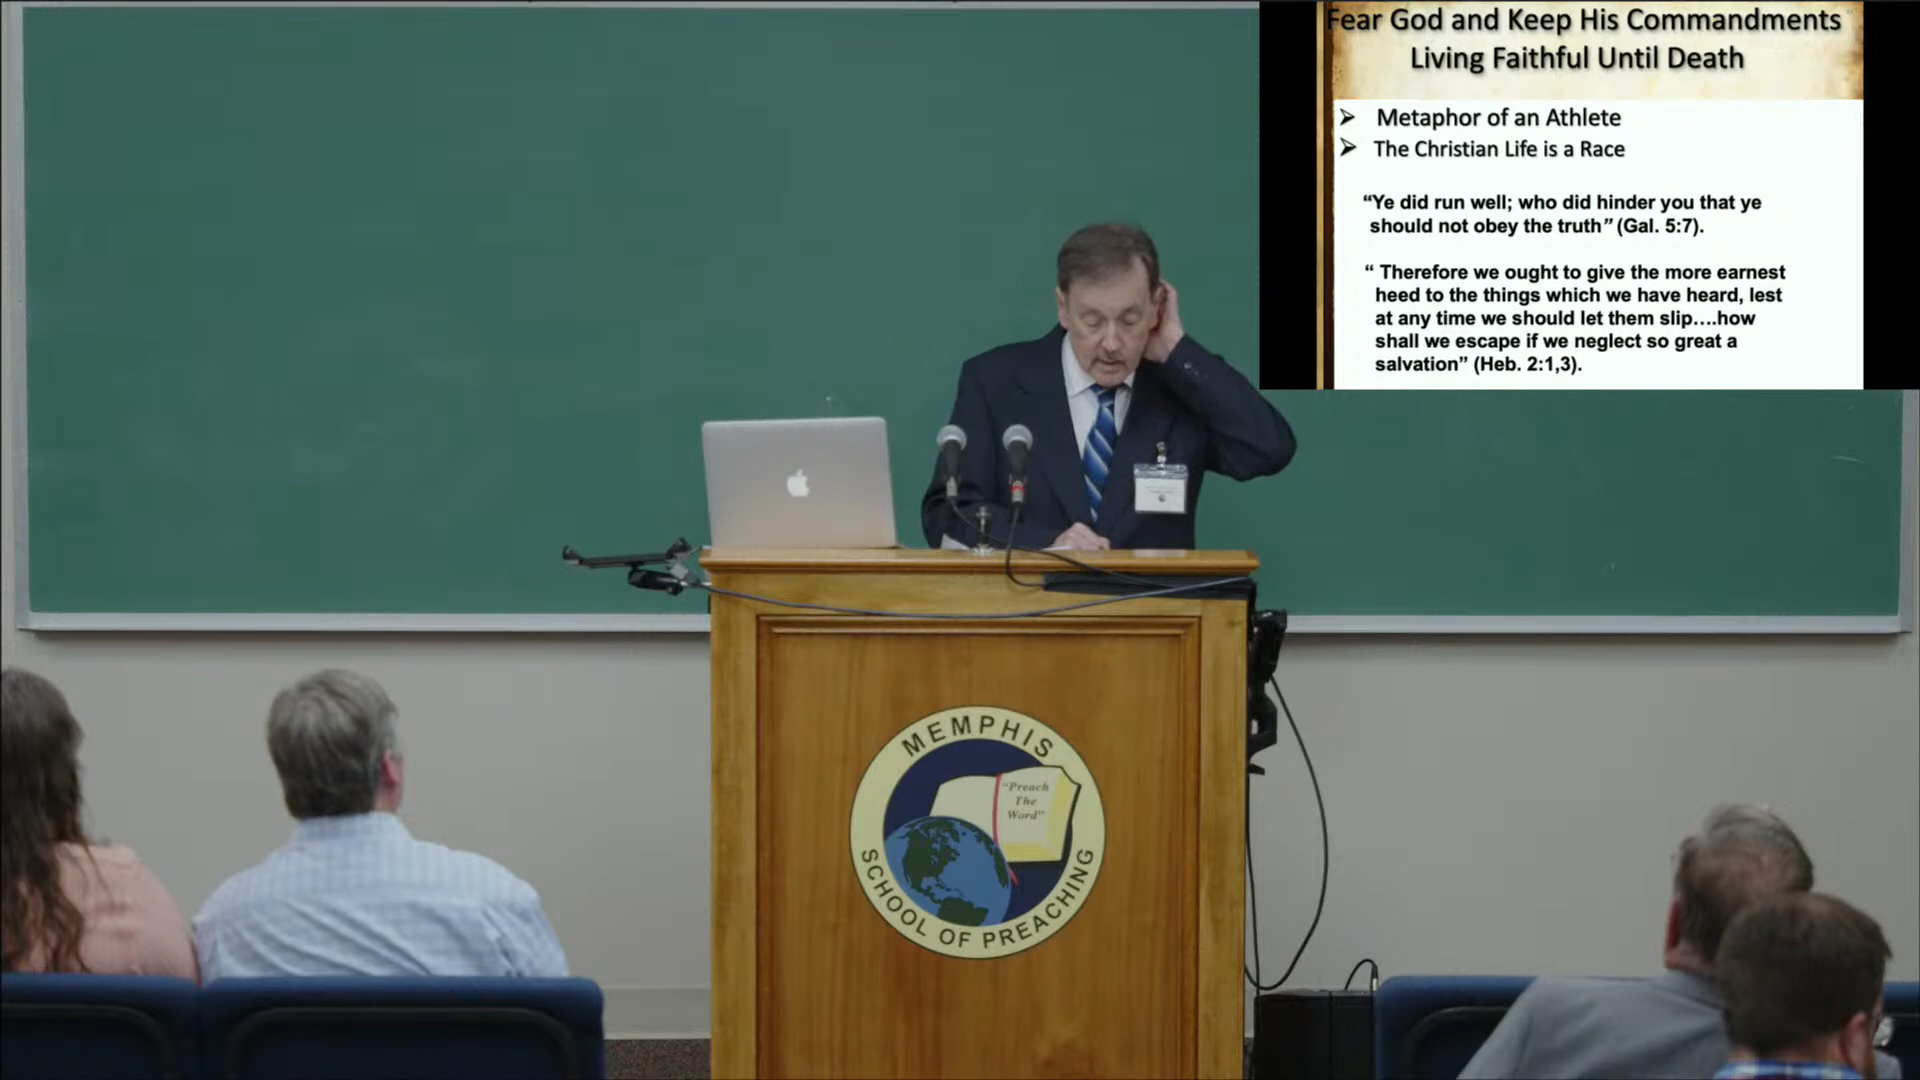 Fear God and Keep His Commandments
Living Faithful Until Death
Metaphor of an Athlete
The Christian Life is a Race
“Ye did run well; who did hinder you that ye
should not obey the truth” (Gal. 5:7).
“ Therefore we ought to give the more earnest
heed to the things which we have heard, lest
at any time we should let them slip….how
shall we escape if we neglect so great a
salvation” (Heb. 2:1,3).
MEMPHIS
“Preach
The
Word”
SCHOOL OF PREACHING